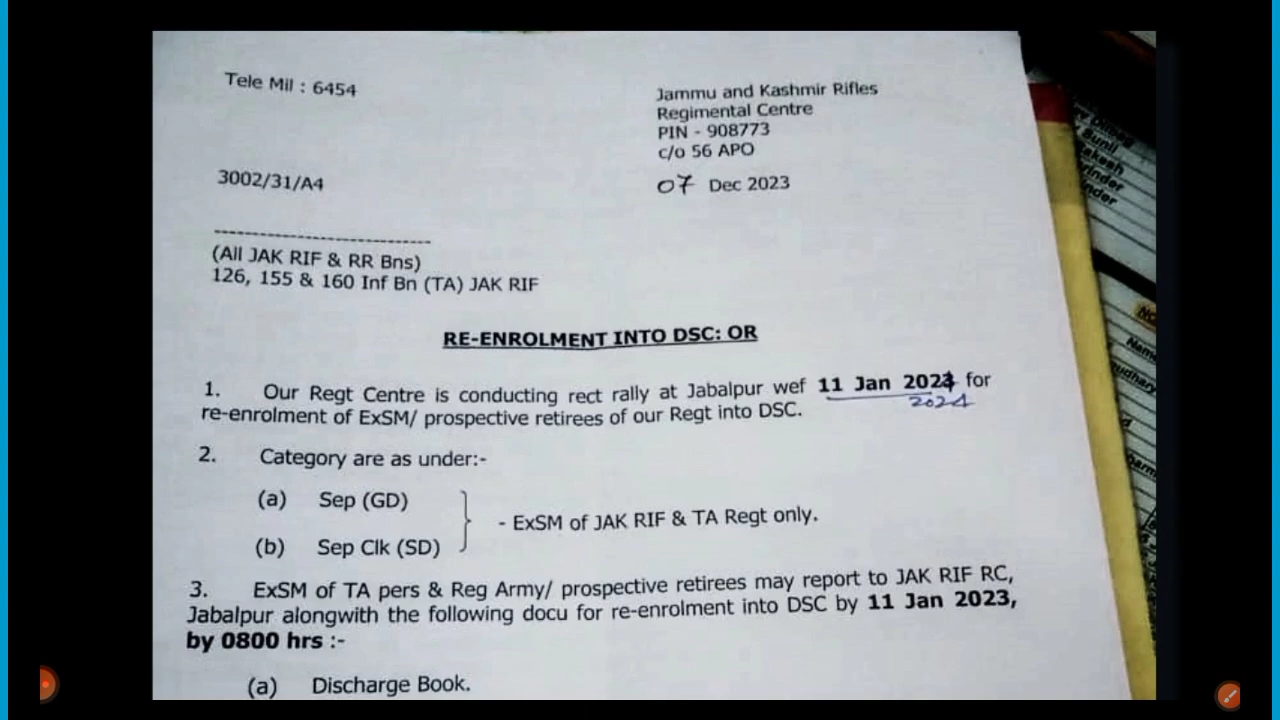 Tele Mil : 6454
Jammu and Kashmir Rifles
Regimental Centre
PIN - 908773
c/o 56 APO
3002/31/A4
07 Dec 2023
(All JAK RIF & RR Bns)
126, 155 & 160 Inf Bn (TA) JAK RIF
RE-ENROLMENT INTO DSC: OR
1. Our Regt Centre is conducting rect rally at Jabalpur wef 11 Jan 2024 for
2024
re-enrolment of ExSM/ prospective retirees of our Regt into DSC.
2. Category are as under:-
(a) Sep (GD)
- ExSM of JAK RIF & TA Regt only.
(b) Sep Clk (SD)
3. ExSM of TA pers & Reg Army/ prospective retirees may report to JAK RIF RC,
Jabalpur alongwith the following docu for re-enrolment into DSC by 11 Jan 2023,
by 0800 hrs :-
(a) Discharge Book.
Sunil